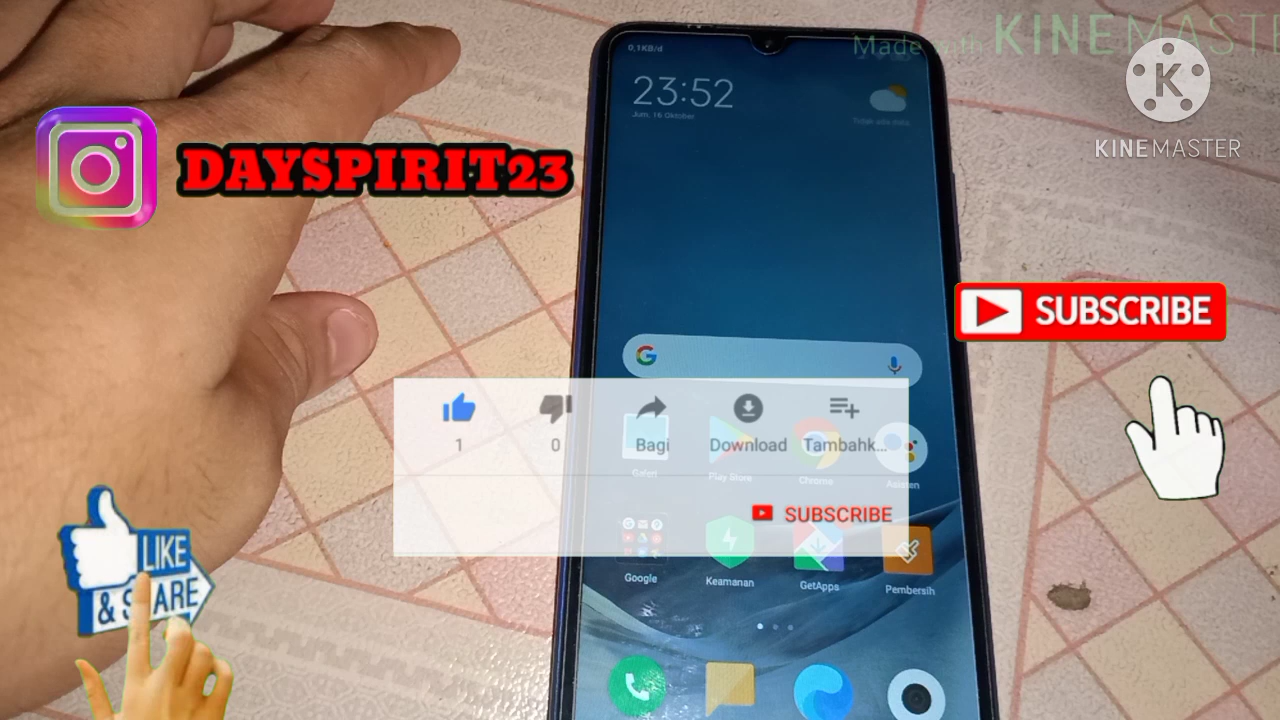 Made with KINEMASTER
KINEMASTER
0,1KB/d
23:52
Jum, 16 Oktober
Tidak ada data
DAYSPIRIT23
SUBSCRIBE
1
0
Bagi
Download
Tambahk...
Galeri
Play Store
Chrome
Asisten
SUBSCRIBE
Google
Keamanan
GetApps
Pembersih
LIKE
& SHARE